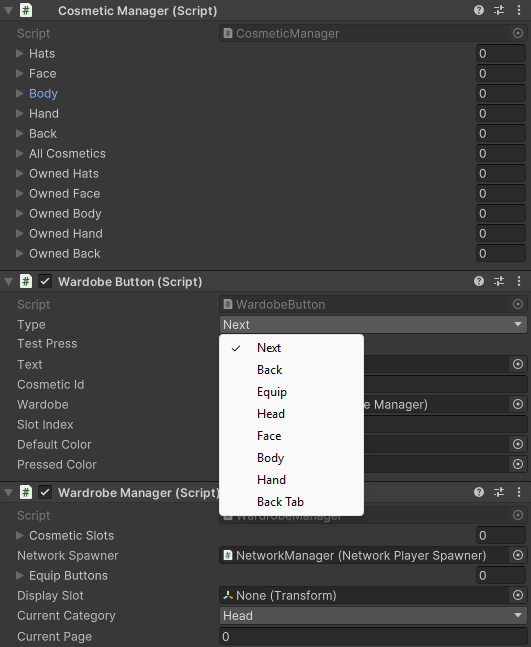 Cosmetic Manager (Script)
Script CosmeticManager
Hats 0
Face 0
Body 0
Hand 0
Back 0
All Cosmetics 0
Owned Hats 0
Owned Face 0
Owned Body 0
Owned Hand 0
Owned Back 0
Wardobe Button (Script)
Script WardobeButton
Type Next
Test Press
Next
Text
Back
Cosmetic Id
Equip
Wardobe e Manager)
Head
Slot Index
Face
Default Color
Body
Pressed Color
Hand
Wardrobe Manager (Script)
Back Tab
Script WardrobeManager
Cosmetic Slots 0
Network Spawner NetworkManager (Network Player Spawner)
Equip Buttons 0
Display Slot None (Transform)
Current Category Head
Current Page 0